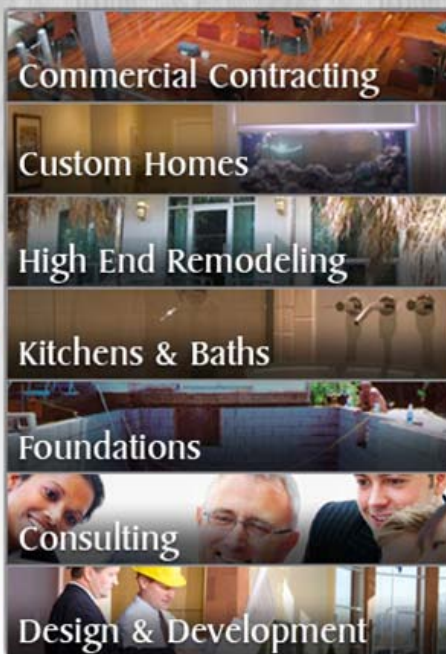 Commercial Contracting
Custom Homes
High End Remodeling
Kitchens & Baths
Foundations
Consulting
Design & Development